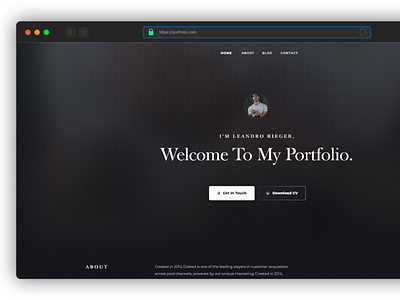 https://portfolio.com
HOME ABOUT BLOG CONTACT
I'M LEANDRO RIEGER,
Welcome To My Portfolio.
Get In Touch Download CV
ABOUT
Created in 2014, Dolead is one of the leading players in customer acquisition
across paid channels, powered by our unique marketing. Created in 2014,